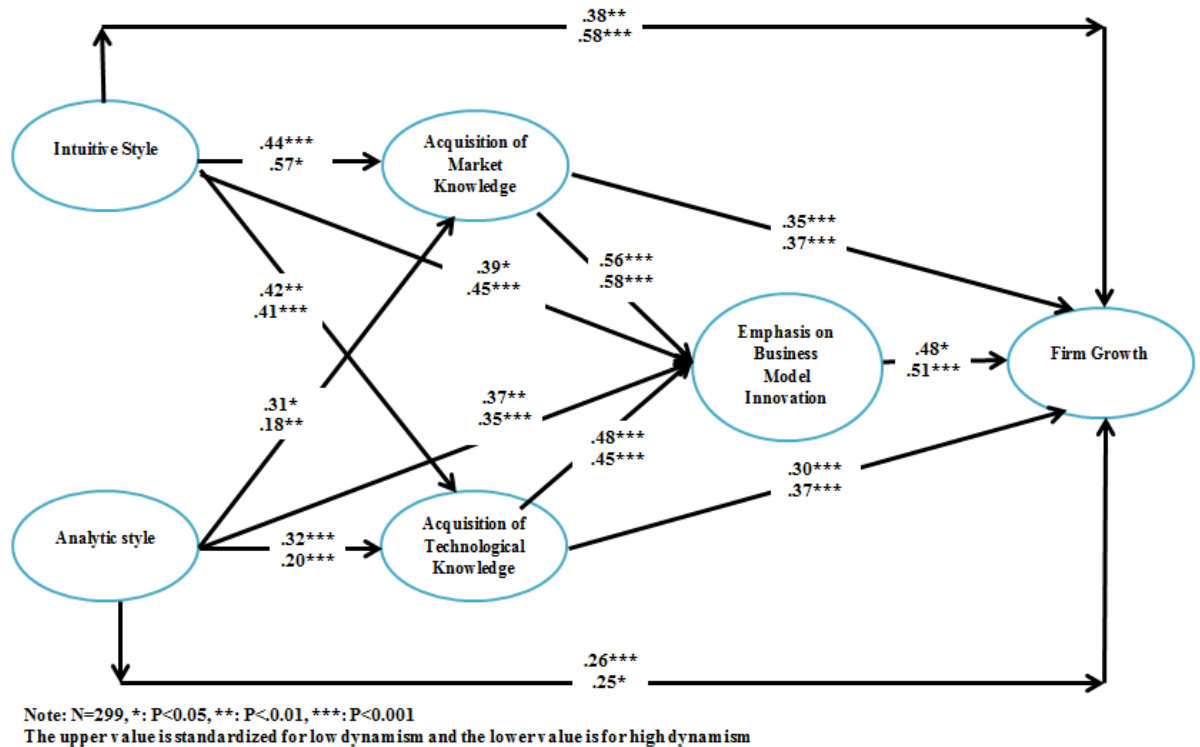 .38**
.58***
Intuitive Style
.44***
.57*
Acquisition of
Market
Knowledge
.35***
.37***
.39*
.45***
.56***
.58***
.42**
.41***
Emphasis on
Business
Model
Innovation
.48*
.51***
Firm Growth
.31*
.18**
.37**
.35***
.48***
.45***
.30***
.37***
Analytic style
.32***
.20***
Acquisition of
Technological
Knowledge
.26***
.25*
Note: N=299, *: P<0.05, **: P<.0.01, ***: P<0.001
The upper value is standardized for low dynamism and the lower value is for high dynamism